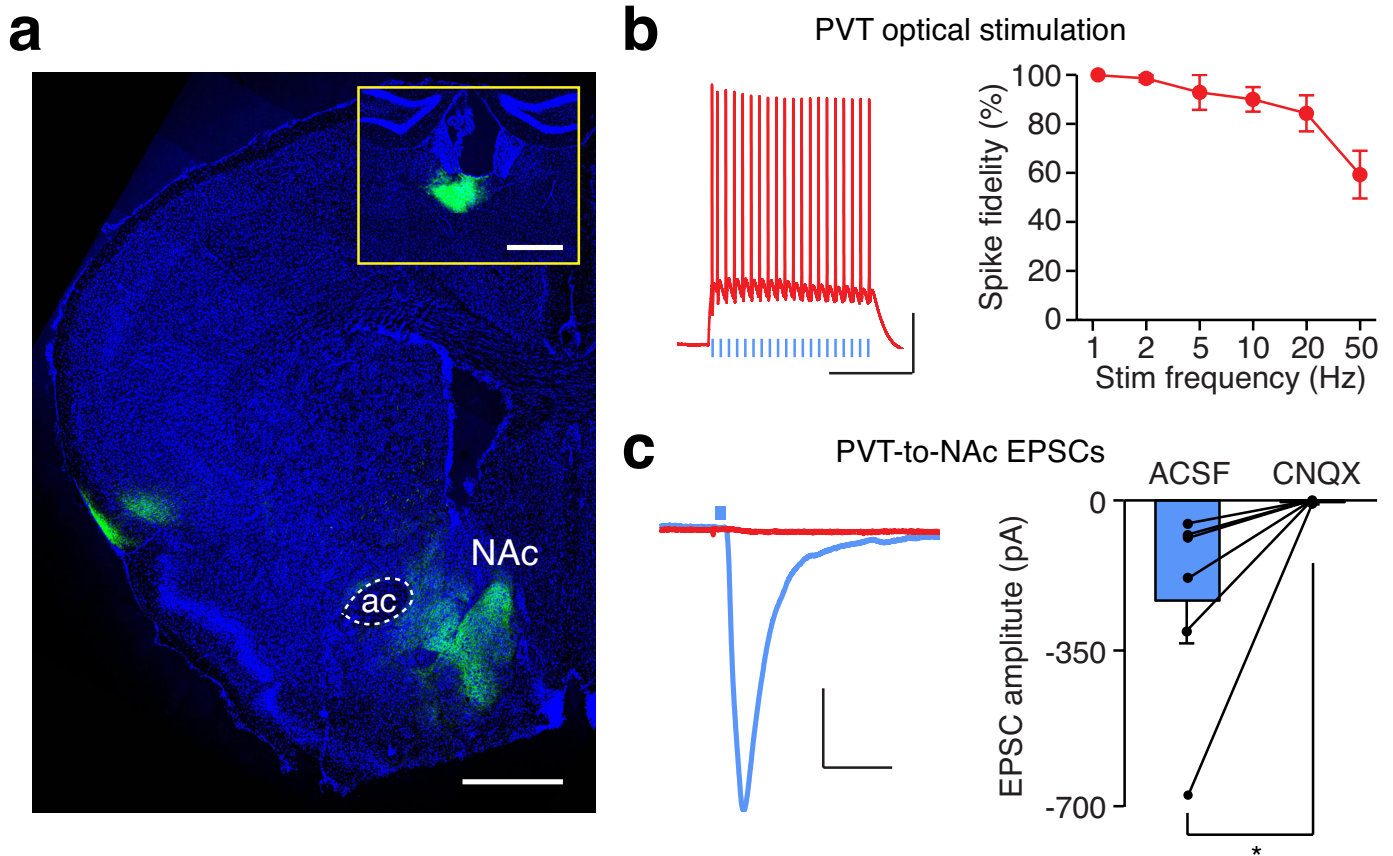 a
NAc
ac
b
PVT optical stimulation
Spike fidelity (%)
100
80
60
40
20
0
1 2 5 10 20 50
Stim frequency (Hz)
c
PVT-to-NAc EPSCs
ACSF CNQX
EPSC amplitude (pA)
0
-350
-700
*